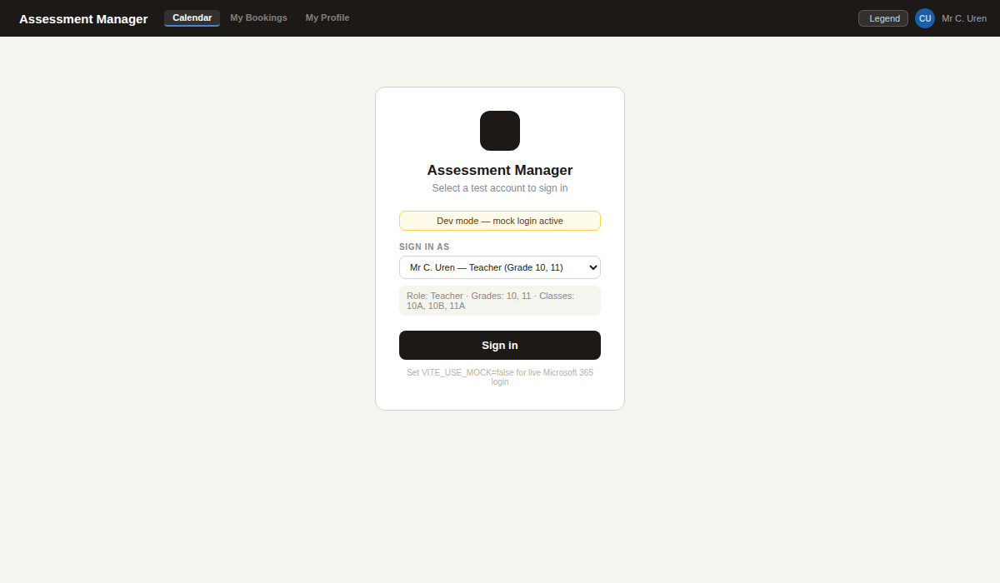 Assessment Manager
Calendar
My Bookings
My Profile
Legend
CU
Mr C. Uren
Assessment Manager
Select a test account to sign in
Dev mode — mock login active
SIGN IN AS
Mr C. Uren — Teacher (Grade 10, 11)
Role: Teacher · Grades: 10, 11 · Classes:
10A, 10B, 11A
Sign in
Set VITE_USE_MOCK=false for live Microsoft 365
login